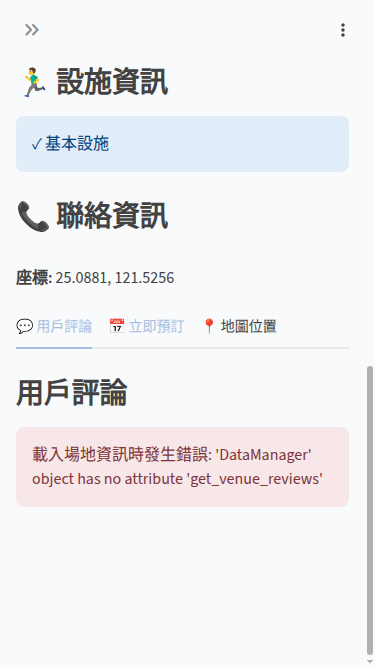 設施資訊
✓基本設施
聯絡資訊
座標: 25.0881, 121.5256
用戶評論 立即預訂 地圖位置
用戶評論
載入場地資訊時發生錯誤: 'DataManager'
object has no attribute 'get_venue_reviews'